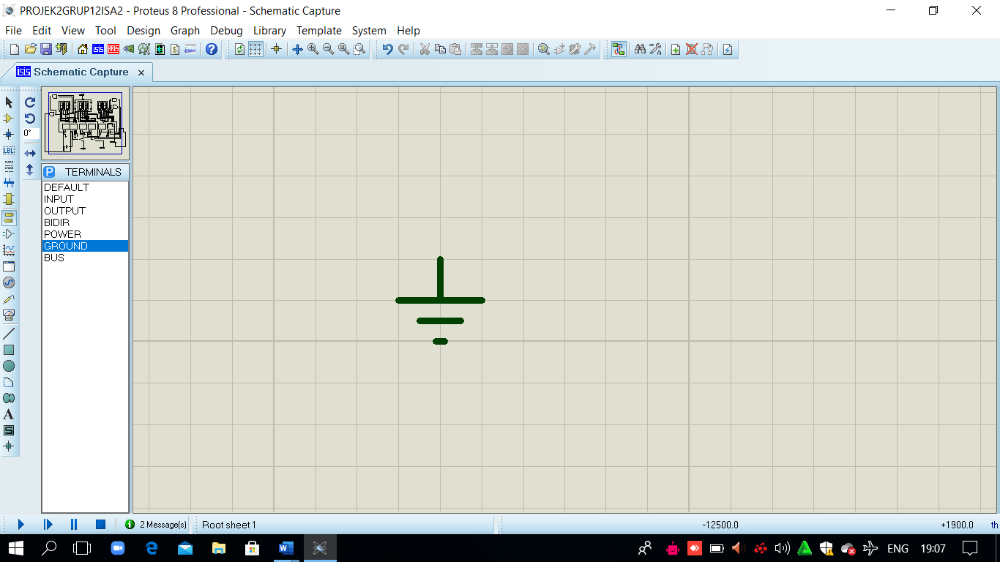 PROJEK2GRUP12ISA2 - Proteus 8 Professional - Schematic Capture
File Edit View Tool Design Graph Debug Library Template System Help
Schematic Capture
0°
LBL
P TERMINALS
DEFAULT
INPUT
OUTPUT
BIDIR
POWER
GROUND
BUS
A
S
2 Message(s) Root sheet 1 -12500.0 +1900.0 th
ENG 19:07